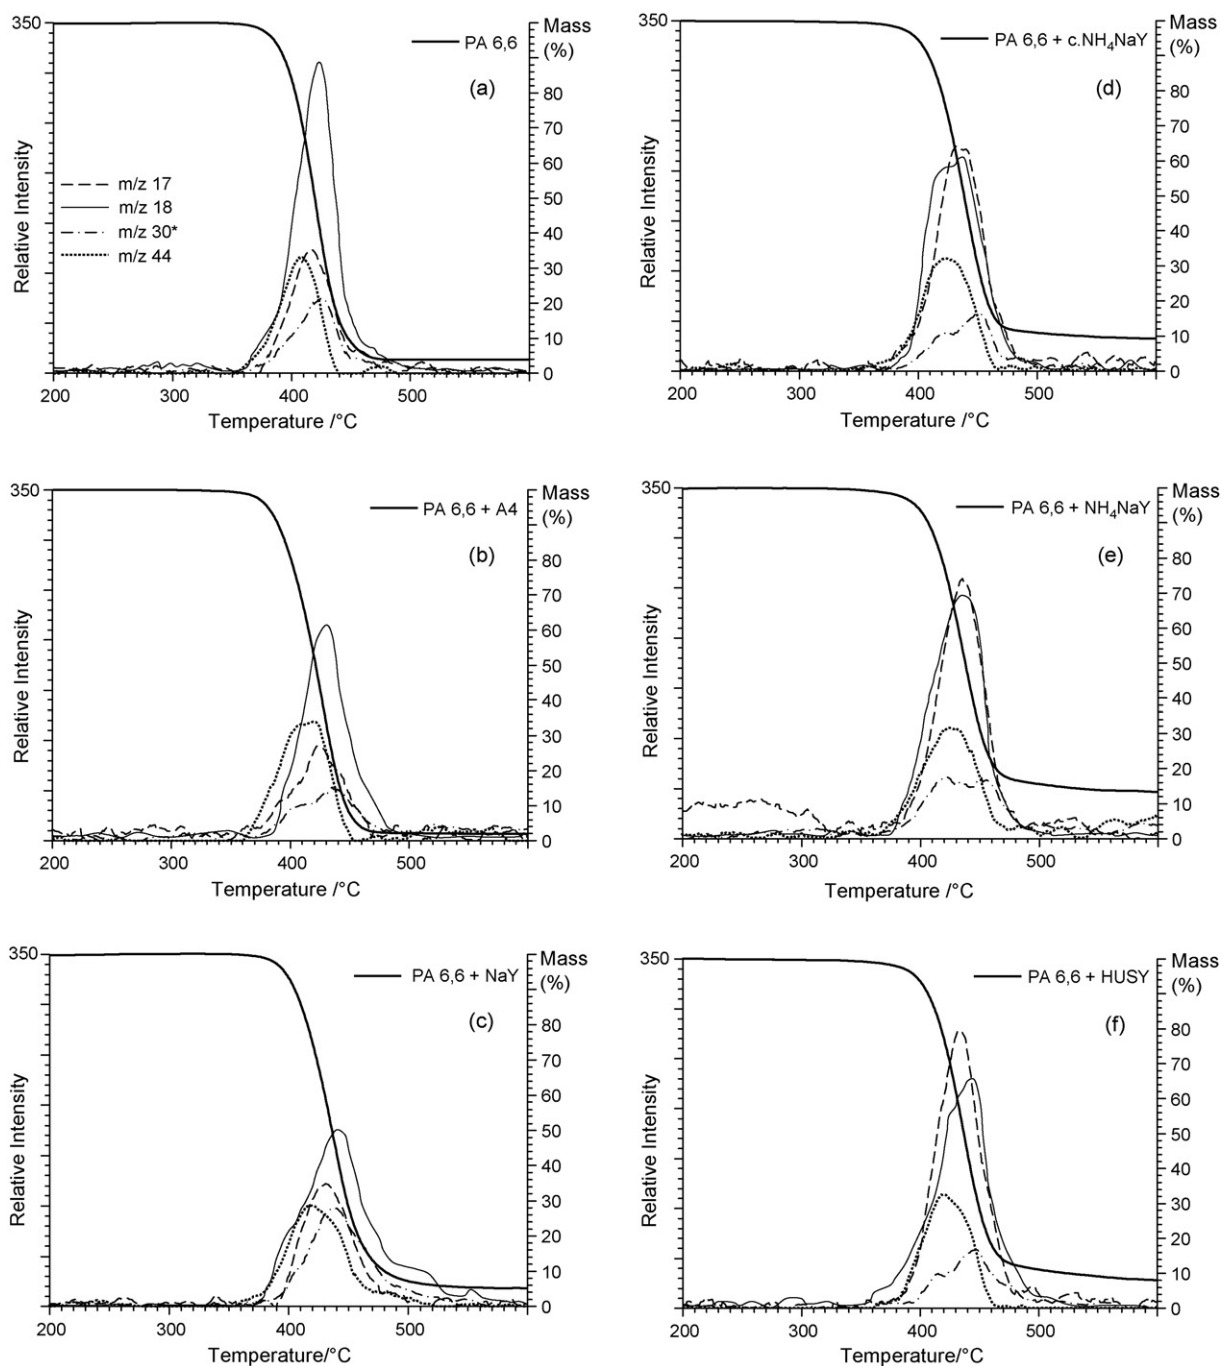 350
Mass
(%)
PA 6,6
(a)
90
80
70
60
50
40
30
20
10
0
Relative Intensity
m/z 17
m/z 18
m/z 30*
m/z 44
200
300
400
500
Temperature /°C
350
Mass
(%)
PA 6,6 + c.NH₄NaY
(d)
80
70
60
50
40
30
20
10
0
Relative Intensity
200
300
400
500
Temperature /°C
350
Mass
(%)
PA 6,6 + A4
(b)
80
70
60
50
40
30
20
10
0
Relative Intensity
200
300
400
500
Temperature /°C
350
Mass
(%)
PA 6,6 + NH₄NaY
(e)
80
70
60
50
40
30
20
10
0
Relative Intensity
200
300
400
500
Temperature /°C
350
Mass
(%)
PA 6,6 + NaY
(c)
80
70
60
50
40
30
20
10
0
Relative Intensity
200
300
400
500
Temperature/°C
350
Mass
(%)
PA 6,6 + HUSY
(f)
80
70
60
50
40
30
20
10
0
Relative Intensity
200
300
400
500
Temperature/°C